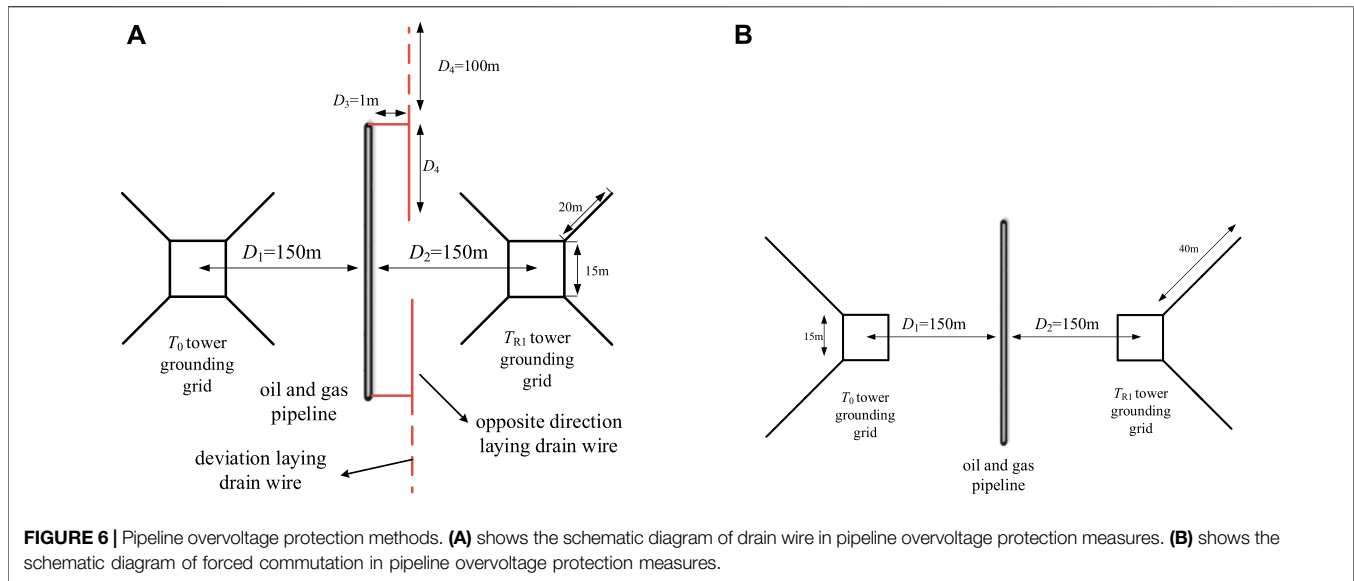 A
D4=100m
D3=1m
D4
20m
D1=150m
D2=150m
15m
T0 tower
grounding
grid
TR1 tower
grounding
grid
oil and gas
pipeline
opposite direction
laying drain wire
deviation laying
drain wire
B
40m
15m
D1=150m
D2=150m
T0 tower
grounding
grid
TR1 tower
grounding
grid
oil and gas
pipeline
FIGURE 6 | Pipeline overvoltage protection methods. (A) shows the schematic diagram of drain wire in pipeline overvoltage protection measures. (B) shows the
schematic diagram of forced commutation in pipeline overvoltage protection measures.